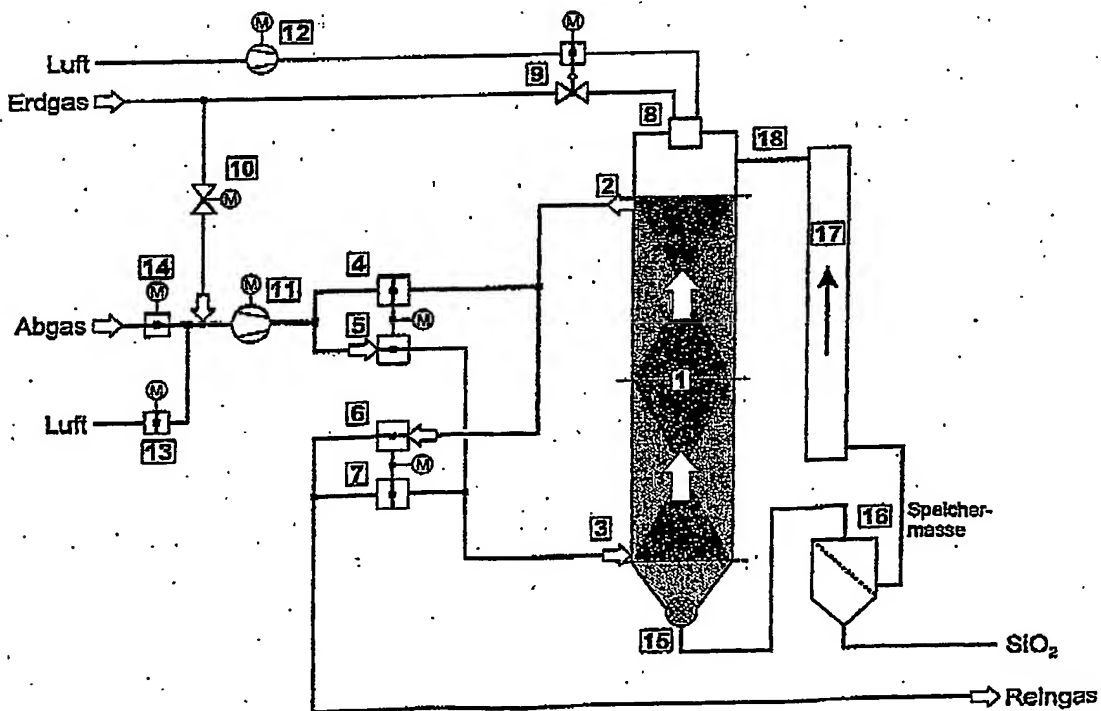 M
12
M
Luft
9
Erdgas
8
18
10
M
2
17
14
M
M
11
4
Abgas
M
5
1
M
Luft
6
13
M
7
3
16
Speicher-
masse
15
SiO₂
Reingas